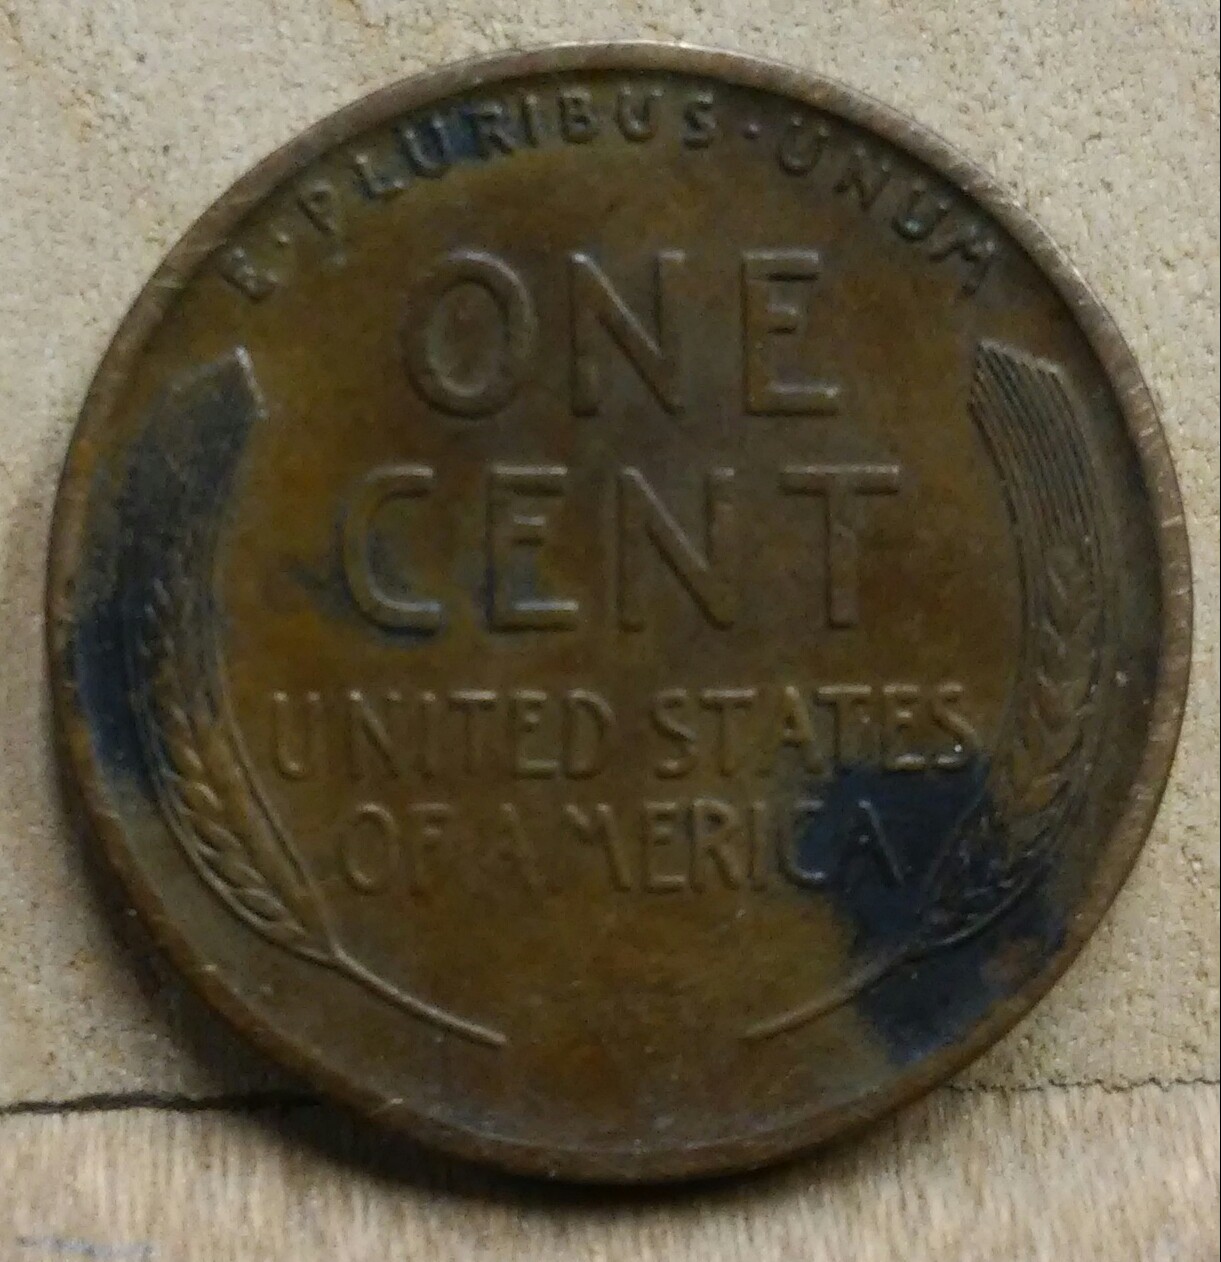 E·PLURIBUS·UNUM
ONE
CENT
UNITED STATES
OF AMERICA